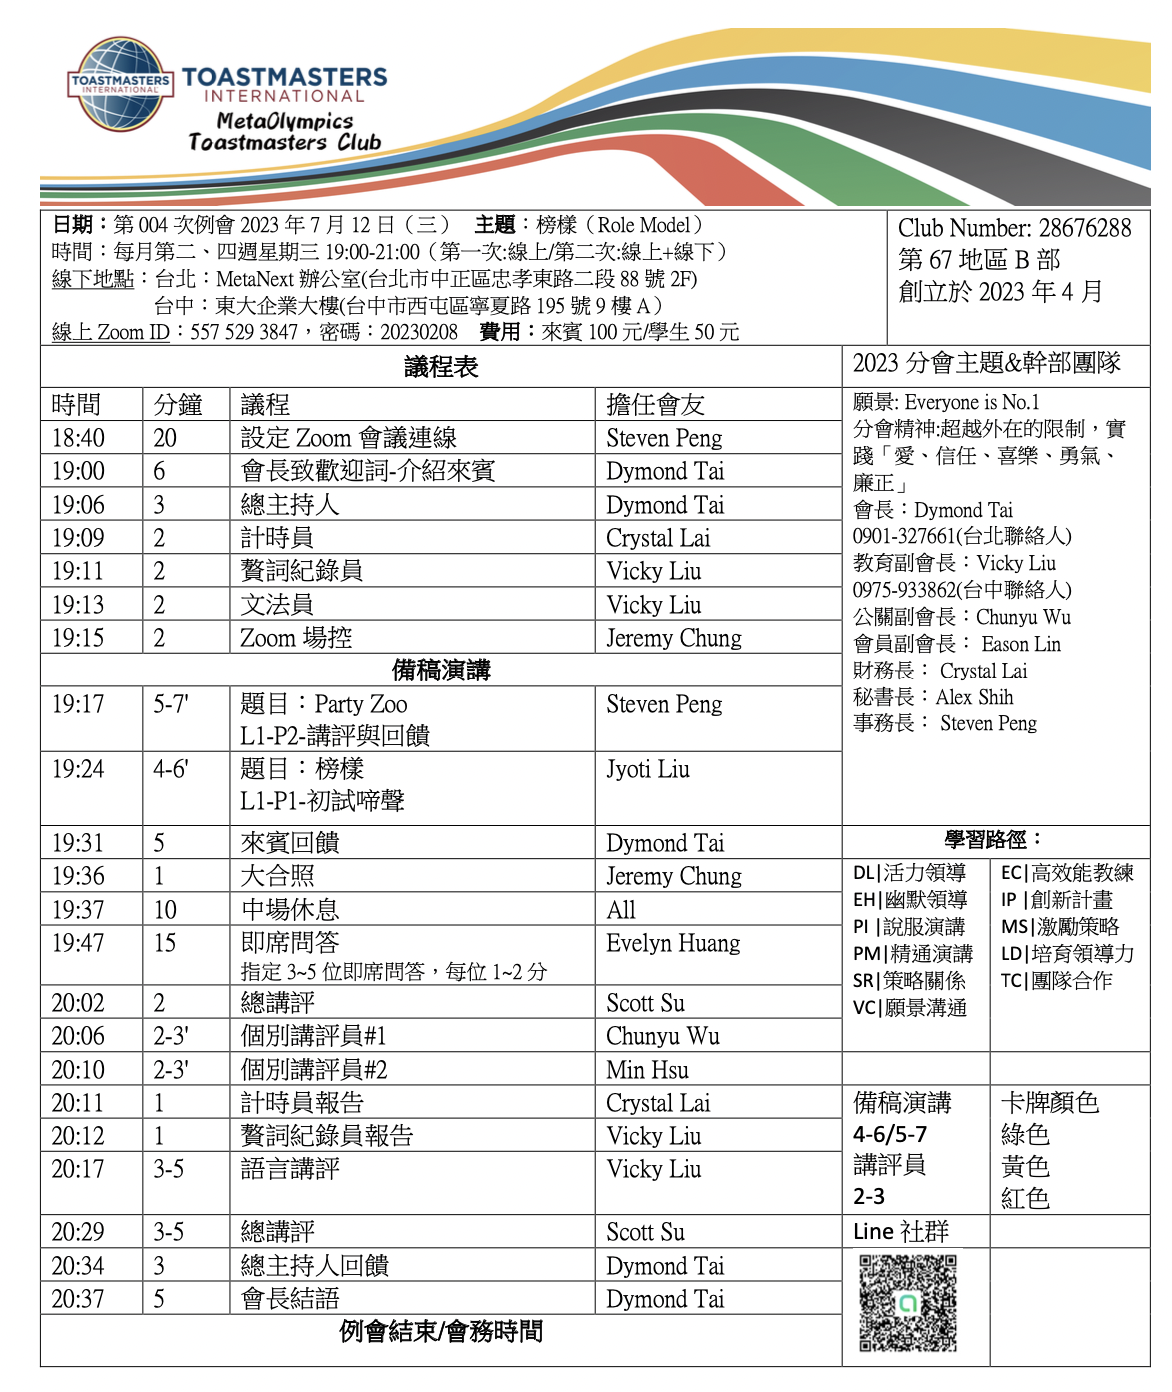 TOASTMASTERS
INTERNATIONAL
TOASTMASTERS
INTERNATIONAL
MetaOlympics
Toastmasters Club
日期：第 004 次例會 2023 年 7 月 12 日（三） 主題：榜樣（Role Model）
時間：每月第二、四週星期三 19:00-21:00（第一次:線上/第二次:線上+線下）
線下地點：台北：MetaNext 辦公室(台北市中正區忠孝東路二段 88 號 2F)
台中：東大企業大樓(台中市西屯區寧夏路 195 號 9 樓 A）
線上 Zoom ID：557 529 3847，密碼：20230208 費用：來賓 100 元/學生 50 元
Club Number: 28676288
第 67 地區 B 部
創立於 2023 年 4 月
議程表
時間 分鐘 議程 擔任會友
18:40 20 設定 Zoom 會議連線 Steven Peng
19:00 6 會長致歡迎詞-介紹來賓 Dymond Tai
19:06 3 總主持人 Dymond Tai
19:09 2 計時員 Crystal Lai
19:11 2 贅詞紀錄員 Vicky Liu
19:13 2 文法員 Vicky Liu
19:15 2 Zoom 場控 Jeremy Chung
備稿演講
19:17 5-7' 題目：Party Zoo Steven Peng
L1-P2-講評與回饋
19:24 4-6' 題目：榜樣 Jyoti Liu
L1-P1-初試啼聲
19:31 5 來賓回饋 Dymond Tai
19:36 1 大合照 Jeremy Chung
19:37 10 中場休息 All
19:47 15 即席問答 Evelyn Huang
指定 3~5 位即席問答，每位 1~2 分
20:02 2 總講評 Scott Su
20:06 2-3' 個別講評員#1 Chunyu Wu
20:10 2-3' 個別講評員#2 Min Hsu
20:11 1 計時員報告 Crystal Lai
20:12 1 贅詞紀錄員報告 Vicky Liu
20:17 3-5 語言講評 Vicky Liu
20:29 3-5 總講評 Scott Su
20:34 3 總主持人回饋 Dymond Tai
20:37 5 會長結語 Dymond Tai
例會結束/會務時間
2023 分會主題&幹部團隊
願景: Everyone is No.1
分會精神:超越外在的限制，實
踐「愛、信任、喜樂、勇氣、
廉正」
會長：Dymond Tai
0901-327661(台北聯絡人)
教育副會長：Vicky Liu
0975-933862(台中聯絡人)
公關副會長：Chunyu Wu
會員副會長： Eason Lin
財務長： Crystal Lai
秘書長：Alex Shih
事務長： Steven Peng
學習路徑：
DL|活力領導 EC|高效能教練
EH|幽默領導 IP |創新計畫
PI |說服演講 MS|激勵策略
PM|精通演講 LD|培育領導力
SR|策略關係 TC|團隊合作
VC|願景溝通
備稿演講 卡牌顏色
4-6/5-7 綠色
講評員 黃色
2-3 紅色
Line 社群